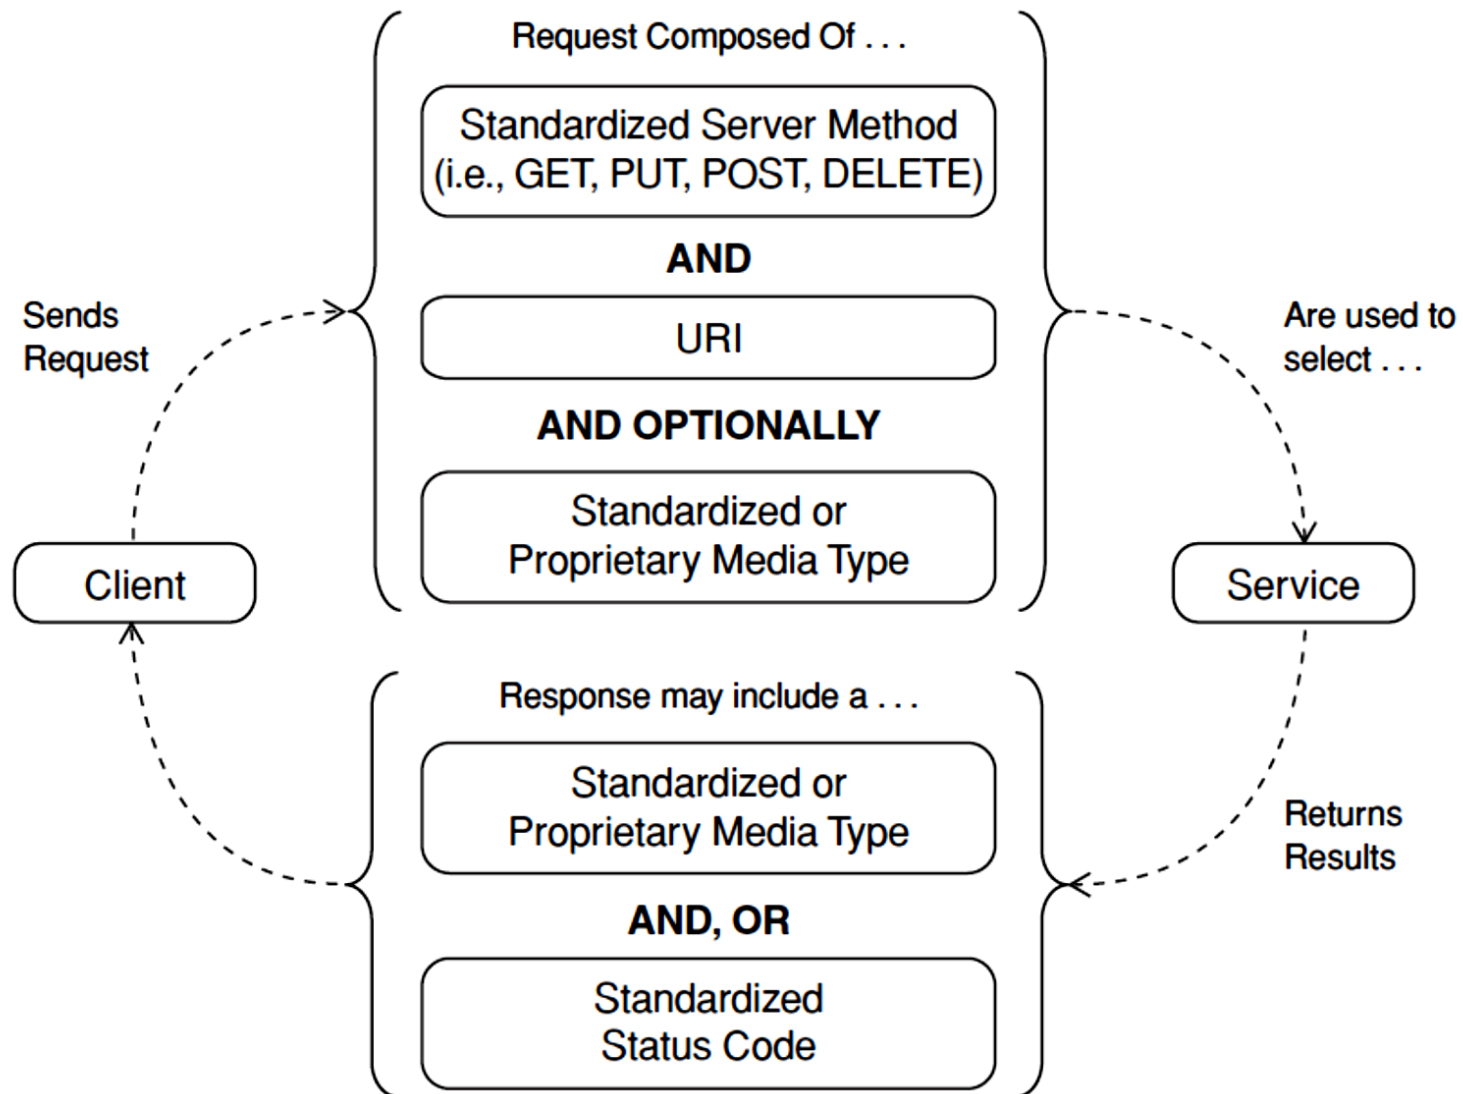 Request Composed Of . . .
Standardized Server Method
(i.e., GET, PUT, POST, DELETE)
AND
URI
AND OPTIONALLY
Standardized or
Proprietary Media Type
Sends
Request
Are used to
select . . .
Client
Service
Response may include a . . .
Standardized or
Proprietary Media Type
AND, OR
Standardized
Status Code
Returns
Results